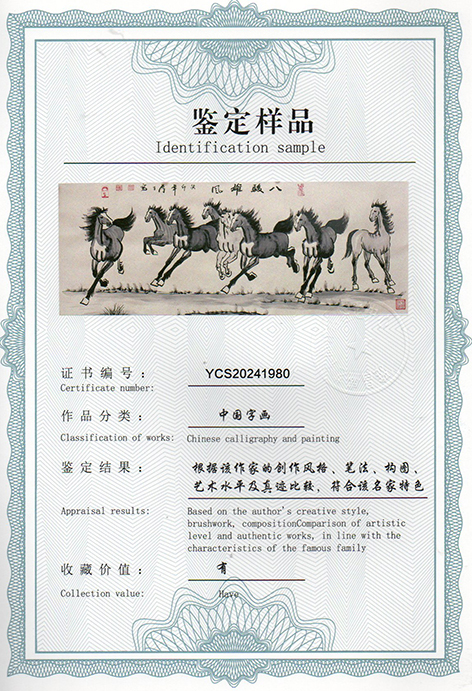 鉴定样品
Identification sample
八骏雄风
证书编号：
YCS20241980
Certificate number:
作品分类：
中国字画
Classification of works:
Chinese calligraphy and painting
鉴定结果：
根据该作家的创作风格、笔法、构图、
艺术水平及真迹比较，符合该名家特色
Appraisal results:
Based on the author's creative style,
brushwork, compositionComparison of artistic
level and authentic works, in line with the
characteristics of the famous family
收藏价值：
有
Collection value:
Have